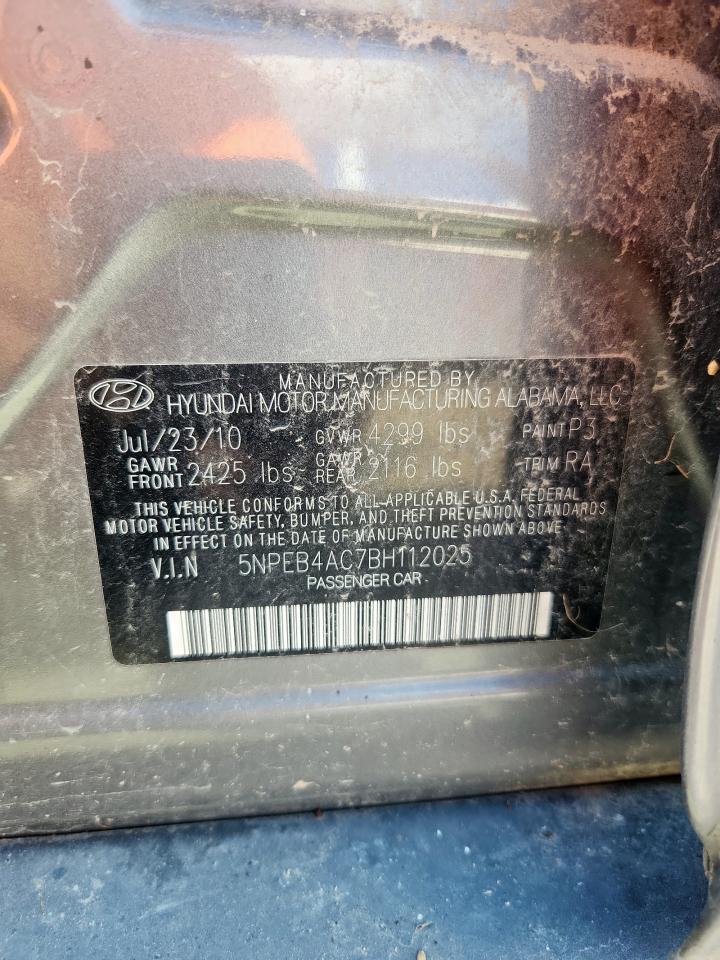 MANUFACTURED BY
HYUNDAI MOTOR MANUFACTURING ALABAMA, LLC
Jul/23/10 GVWR 4299 lbs PAINT P3
GAWR FRONT 2425 lbs GAWR REAR 2116 lbs TRIM RA
THIS VEHICLE CONFORMS TO ALL APPLICABLE U.S.A. FEDERAL
MOTOR VEHICLE SAFETY, BUMPER, AND THEFT PREVENTION STANDARDS
IN EFFECT ON THE DATE OF MANUFACTURE SHOWN ABOVE.
V.I.N 5NPEB4AC7BH112025
PASSENGER CAR